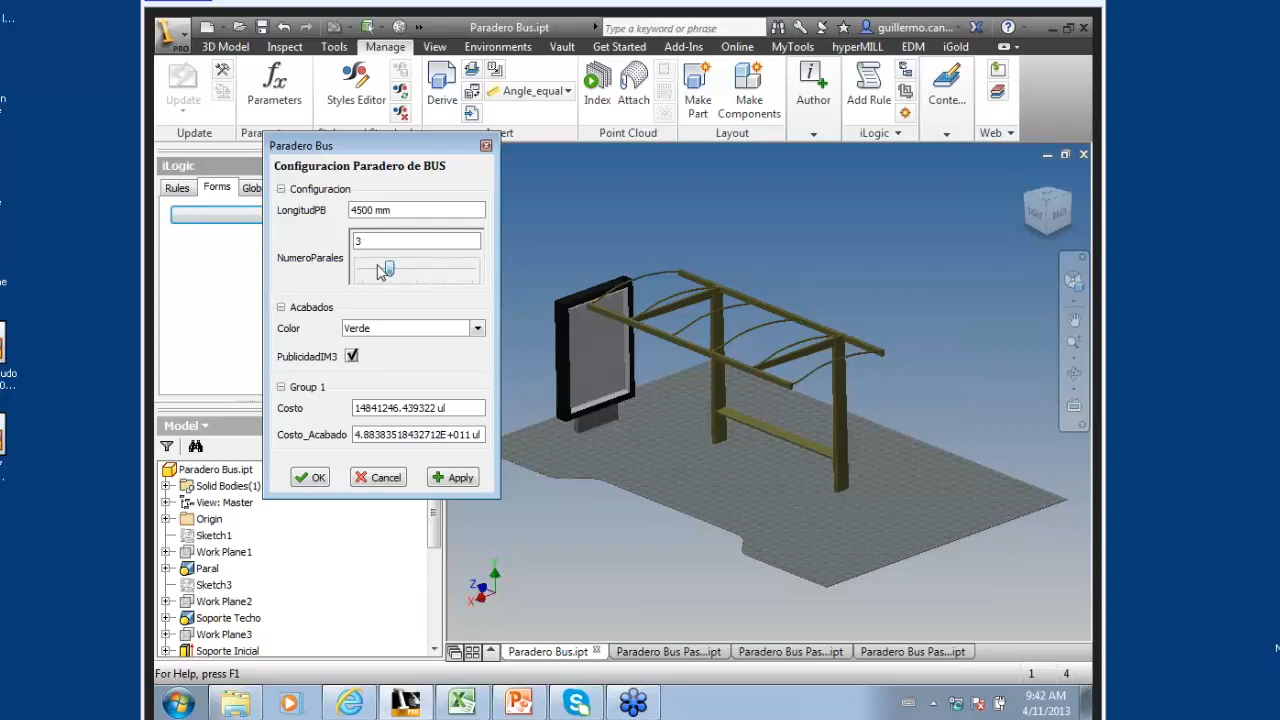 l...
PRO
Paradero Bus.ipt
Type a keyword or phrase
guillermo.can...
3D Model
Inspect
Tools
Manage
View
Environments
Vault
Get Started
Add-Ins
Online
MyTools
hyperMILL
EDM
iGold
Update
Parameters
Styles Editor
Derive
Angle_equal
Index
Attach
Make Part
Make Components
Author
Add Rule
Conte...
Update
Point Cloud
Layout
iLogic
Web
iLogic
Rules
Forms
Glob
Paradero Bus
Configuracion Paradero de BUS
Configuracion
LongitudPB
4500 mm
3
NumeroParales
Acabados
Color
Verde
PublicidadIM3
Group 1
Costo
14841246.439322 ul
Costo_Acabado
4.88383518432712E+011 ul
OK
Cancel
Apply
RIGHT
BACK
Model
Paradero Bus.ipt
Solid Bodies(1)
View: Master
Origin
Sketch1
Work Plane1
Paral
Sketch3
Work Plane2
Soporte Techo
Work Plane3
Soporte Inicial
Y
Z
X
Paradero Bus.ipt
Paradero Bus Pas...ipt
Paradero Bus Pas...ipt
Paradero Bus Pas...ipt
For Help, press F1
1
4
9:42 AM
4/11/2013